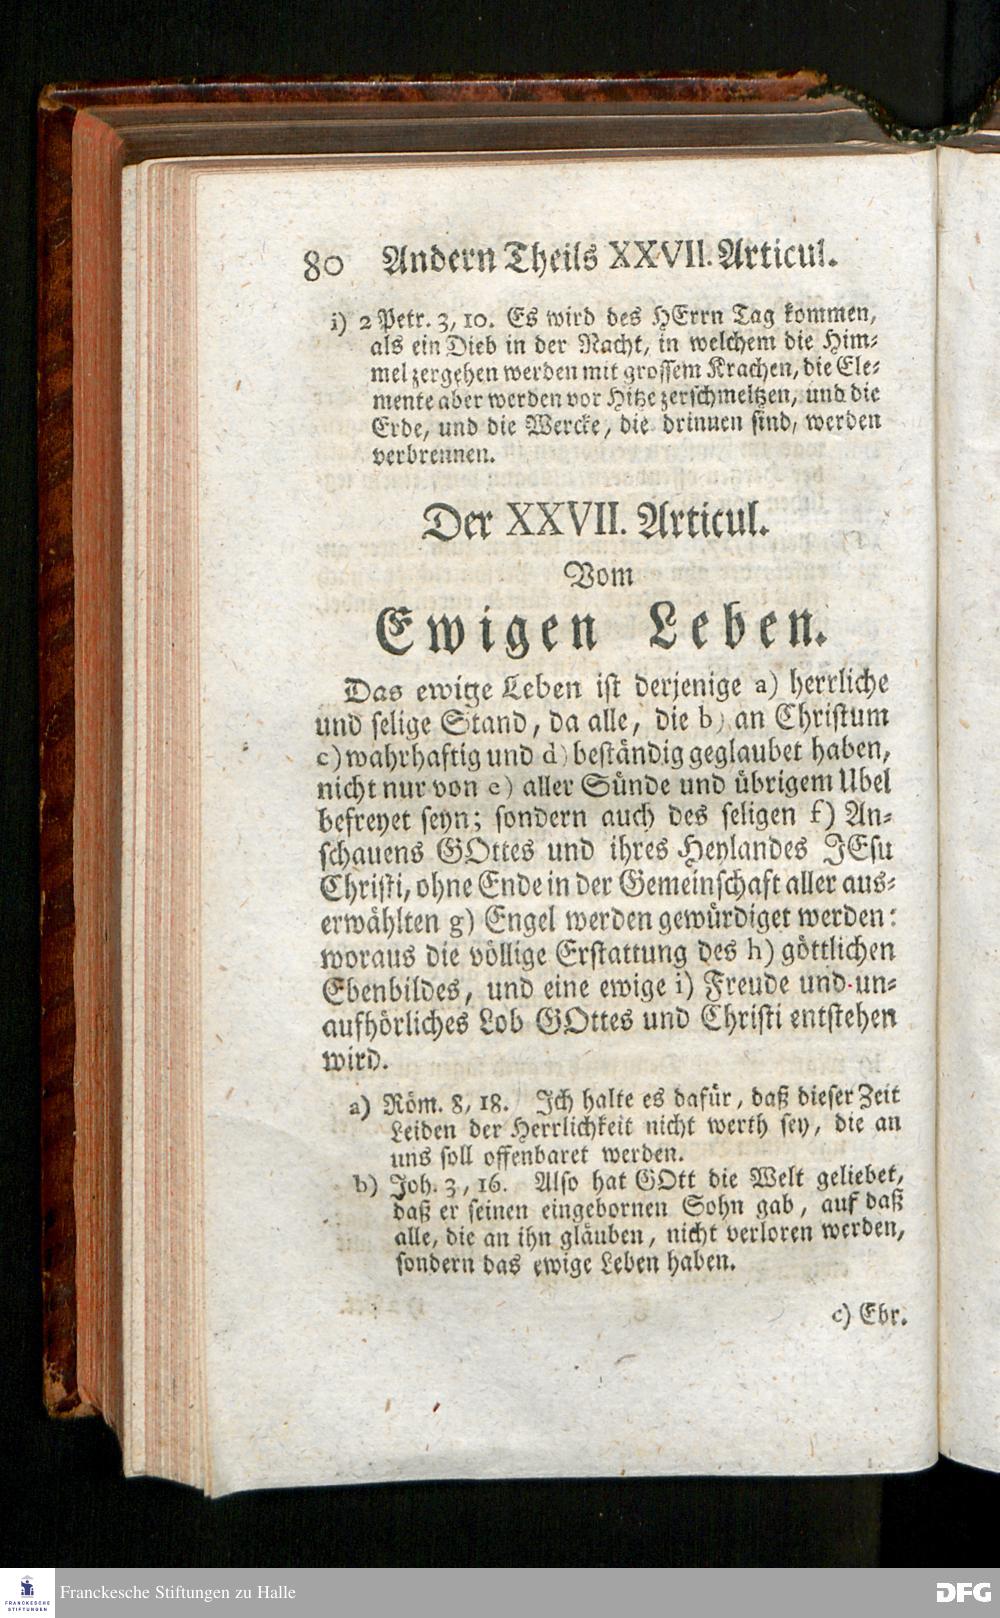 80 Andern Theils XXVII. Articul.
i) 2 Petr. 3, 10. Es wird des HErrn Tag kommen,
als ein Dieb in der Nacht, in welchem die Him-
mel zergehen werden mit grossem Krachen, die Ele-
mente aber werden vor Hitze zerschmeltzen, und die
Erde, und die Wercke, die drinnen sind, werden
verbrennen.
Der XXVII. Articul.
Vom
Ewigen Leben.
Das ewige Leben ist derjenige a) herrliche
und selige Stand, da alle, die b) an Christum
c) wahrhaftig und d) beständig geglaubet haben,
nicht nur von e) aller Sünde und übrigem Ubel
befreyet seyn; sondern auch des seligen f) An-
schauens GOttes und ihres Heylandes JEsu
Christi, ohne Ende in der Gemeinschaft aller aus-
erwählten g) Engel werden gewürdiget werden:
woraus die völlige Erstattung des h) göttlichen
Ebenbildes, und eine ewige i) Freude und un-
aufhörliches Lob GOttes und Christi entstehen
wird.
a) Röm. 8, 18. Ich halte es dafür, daß dieser Zeit
Leiden der Herrlichkeit nicht werth sey, die an
uns soll offenbaret werden.
b) Joh. 3, 16. Also hat GOtt die Welt geliebet,
daß er seinen eingebornen Sohn gab, auf daß
alle, die an ihn gläuben, nicht verloren werden,
sondern das ewige Leben haben.
c) Ebr.
FRANCKESCHE
STIFTUNGEN
Franckesche Stiftungen zu Halle
DFG